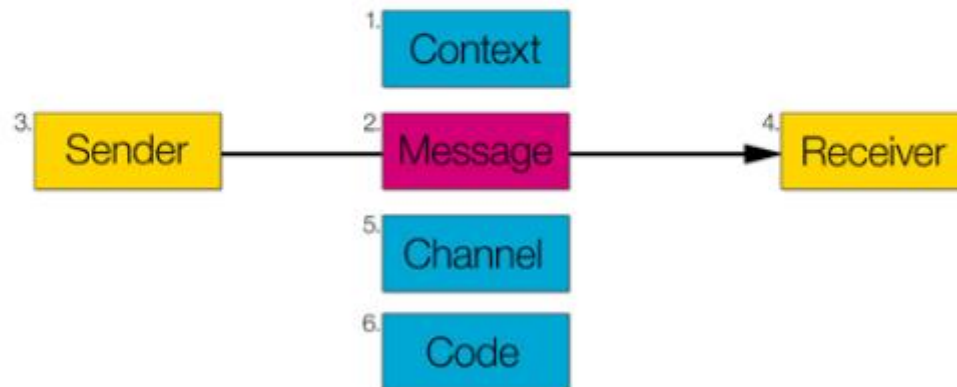 1. Context
3. Sender
2. Message
4. Receiver
5. Channel
6. Code